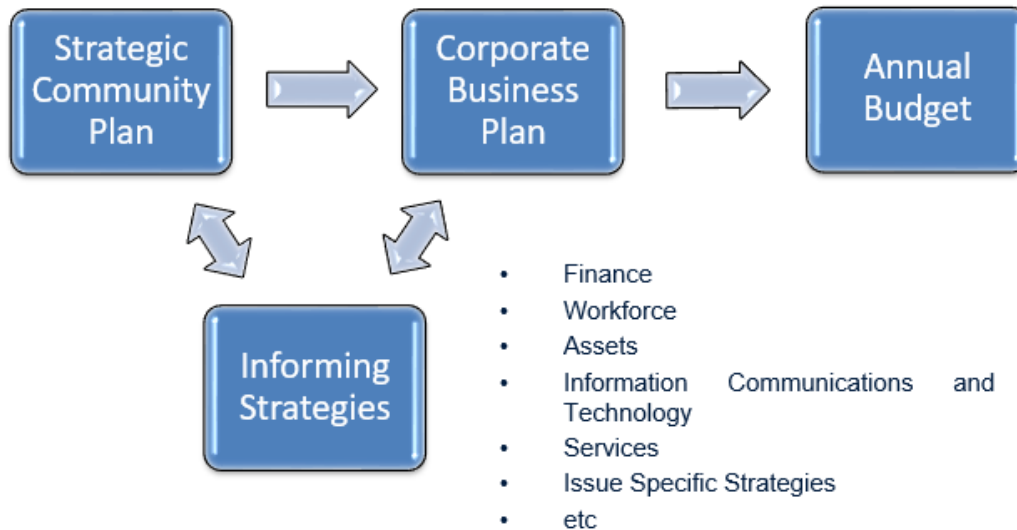 Strategic
Community
Plan
Corporate
Business
Plan
Annual
Budget
Informing
Strategies
• Finance
• Workforce
• Assets
• Information Communications and
Technology
• Services
• Issue Specific Strategies
• etc